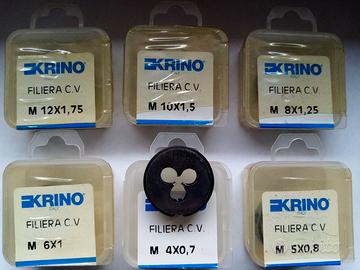 KRINO
FILIERA C.V.
M 12X1,75
KRINO
FILIERA C.V.
M 10X1,5
KRINO
FILIERA C.V.
M 8X1,25
KRINO
FILIERA C.V.
M 6X1
KRINO
FILIERA C.V.
M 4X0,7
KRINO
FILIERA C.V.
M 5X0,8